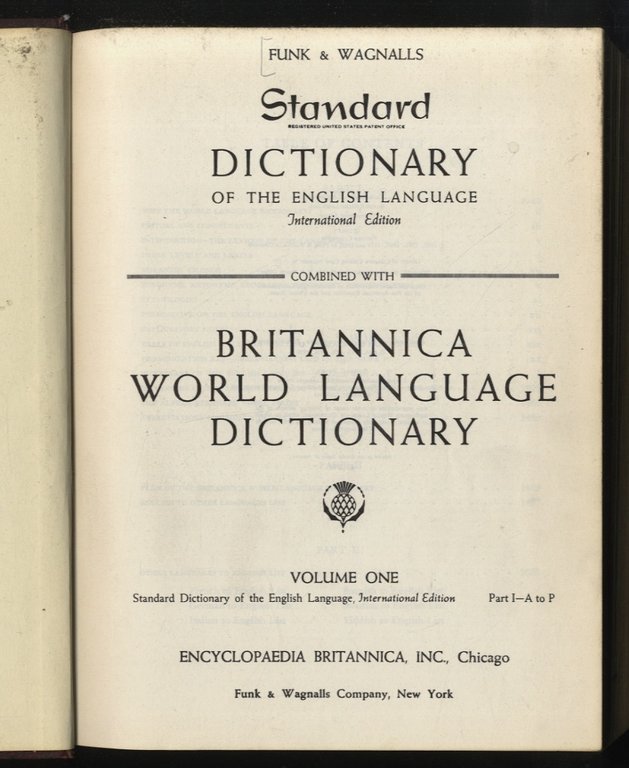 FUNK & WAGNALLS
Standard
REGISTERED UNITED STATES PATENT OFFICE
DICTIONARY
OF THE ENGLISH LANGUAGE
International Edition
COMBINED WITH
BRITANNICA
WORLD LANGUAGE
DICTIONARY
VOLUME ONE
Standard Dictionary of the English Language, International Edition Part I—A to P
ENCYCLOPAEDIA BRITANNICA, INC., Chicago
Funk & Wagnalls Company, New York